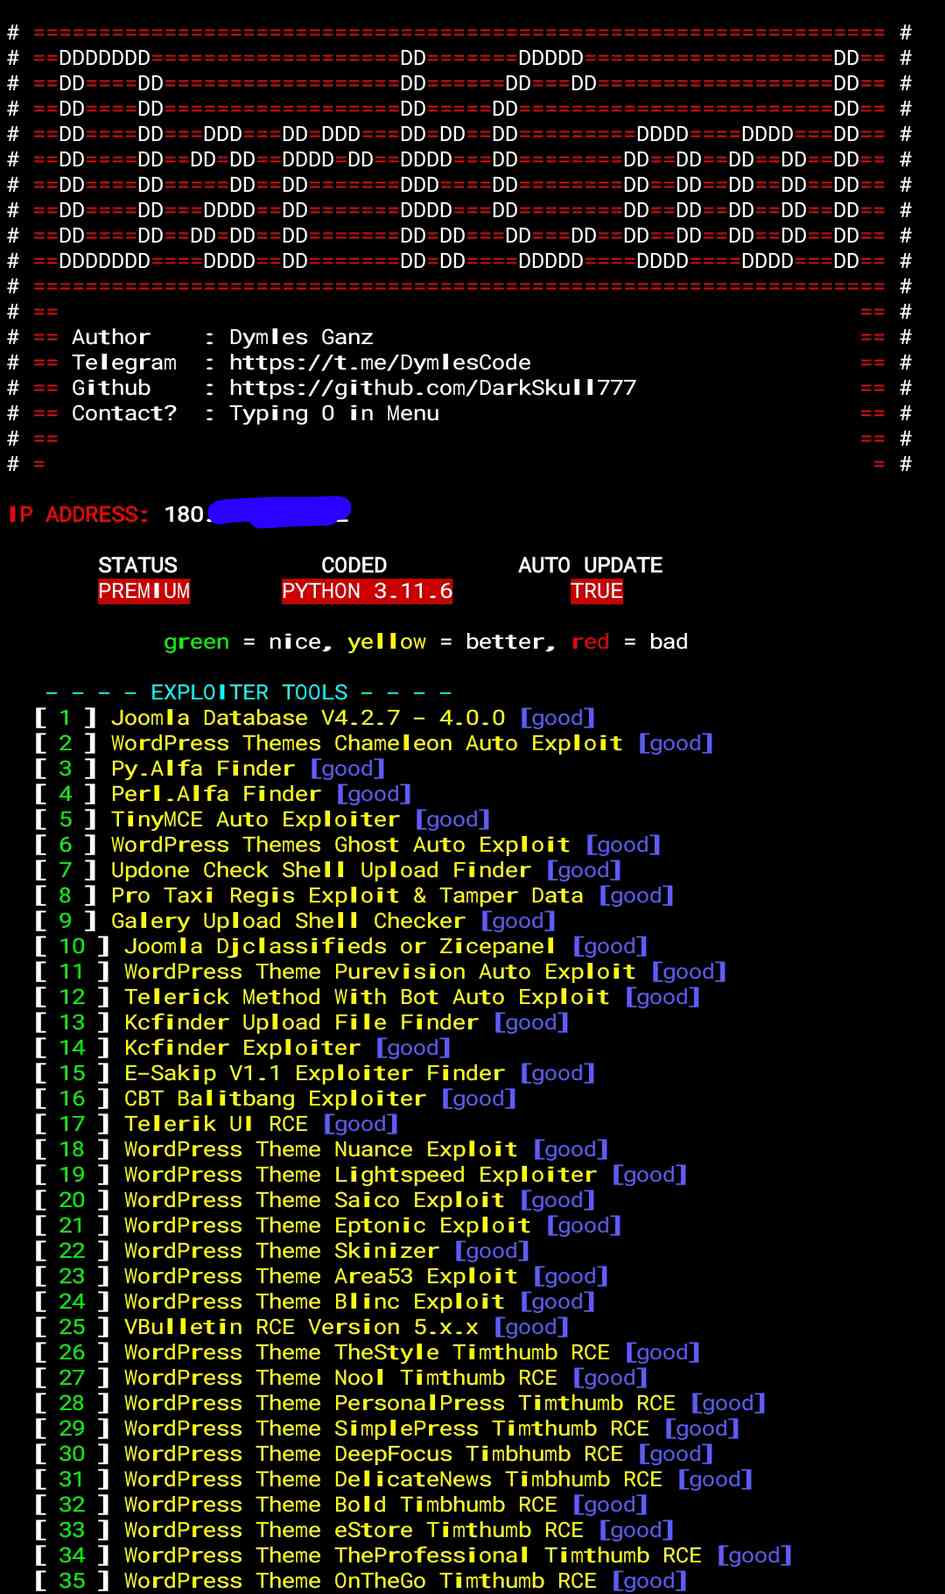 # ================================================================= #
# ==DDDDDDD===================DD=======DDDDD===================DD== #
# ==DD====DD==================DD======DD===DD==================DD== #
# ==DD====DD==================DD=====DD========================DD== #
# ==DD====DD===DDD===DD=DDD===DD=DD==DD=========DDDD====DDDD===DD== #
# ==DD====DD==DD=DD==DDDD=DD==DDDD===DD========DD==DD==DD==DD==DD== #
# ==DD====DD=====DD==DD=======DDD====DD========DD==DD==DD==DD==DD== #
# ==DD====DD===DDDD==DD=======DDDD===DD========DD==DD==DD==DD==DD== #
# ==DD====DD==DD=DD==DD=======DD=DD===DD===DD==DD==DD==DD==DD==DD== #
# ==DDDDDDD====DDDD==DD=======DD=DD====DDDDD====DDDD====DDDD===DD== #
# ================================================================= #
# == == #
# == Author : Dymles Ganz == #
# == Telegram : https://t.me/DymlesCode == #
# == Github : https://github.com/DarkSkull777 == #
# == Contact? : Typing O in Menu == #
# == == #
# = = #
IP ADDRESS: 180.
STATUS CODED AUTO UPDATE
PREMIUM PYTHON 3.11.6 TRUE
green = nice, yellow = better, red = bad
- - - - EXPLOITER TOOLS - - - -
[ 1 ] Joomla Database V4.2.7 - 4.0.0 [good]
[ 2 ] WordPress Themes Chameleon Auto Exploit [good]
[ 3 ] Py.Alfa Finder [good]
[ 4 ] Perl.Alfa Finder [good]
[ 5 ] TinyMCE Auto Exploiter [good]
[ 6 ] WordPress Themes Ghost Auto Exploit [good]
[ 7 ] Updone Check Shell Upload Finder [good]
[ 8 ] Pro Taxi Regis Exploit & Tamper Data [good]
[ 9 ] Galery Upload Shell Checker [good]
[ 10 ] Joomla Djclassifieds or Zicepanel [good]
[ 11 ] WordPress Theme Purevision Auto Exploit [good]
[ 12 ] Telerick Method With Bot Auto Exploit [good]
[ 13 ] Kcfinder Upload File Finder [good]
[ 14 ] Kcfinder Exploiter [good]
[ 15 ] E-Sakip V1.1 Exploiter Finder [good]
[ 16 ] CBT Balitbang Exploiter [good]
[ 17 ] Telerik UI RCE [good]
[ 18 ] WordPress Theme Nuance Exploit [good]
[ 19 ] WordPress Theme Lightspeed Exploiter [good]
[ 20 ] WordPress Theme Saico Exploit [good]
[ 21 ] WordPress Theme Eptonic Exploit [good]
[ 22 ] WordPress Theme Skinizer [good]
[ 23 ] WordPress Theme Area53 Exploit [good]
[ 24 ] WordPress Theme Blinc Exploit [good]
[ 25 ] VBulletin RCE Version 5.x.x [good]
[ 26 ] WordPress Theme TheStyle Timthumb RCE [good]
[ 27 ] WordPress Theme Nool Timthumb RCE [good]
[ 28 ] WordPress Theme PersonalPress Timthumb RCE [good]
[ 29 ] WordPress Theme SimplePress Timthumb RCE [good]
[ 30 ] WordPress Theme DeepFocus Timbhumb RCE [good]
[ 31 ] WordPress Theme DelicateNews Timbhumb RCE [good]
[ 32 ] WordPress Theme Bold Timbhumb RCE [good]
[ 33 ] WordPress Theme eStore Timthumb RCE [good]
[ 34 ] WordPress Theme TheProfessional Timthumb RCE [good]
[ 35 ] WordPress Theme OnTheGo Timthumb RCE [good]